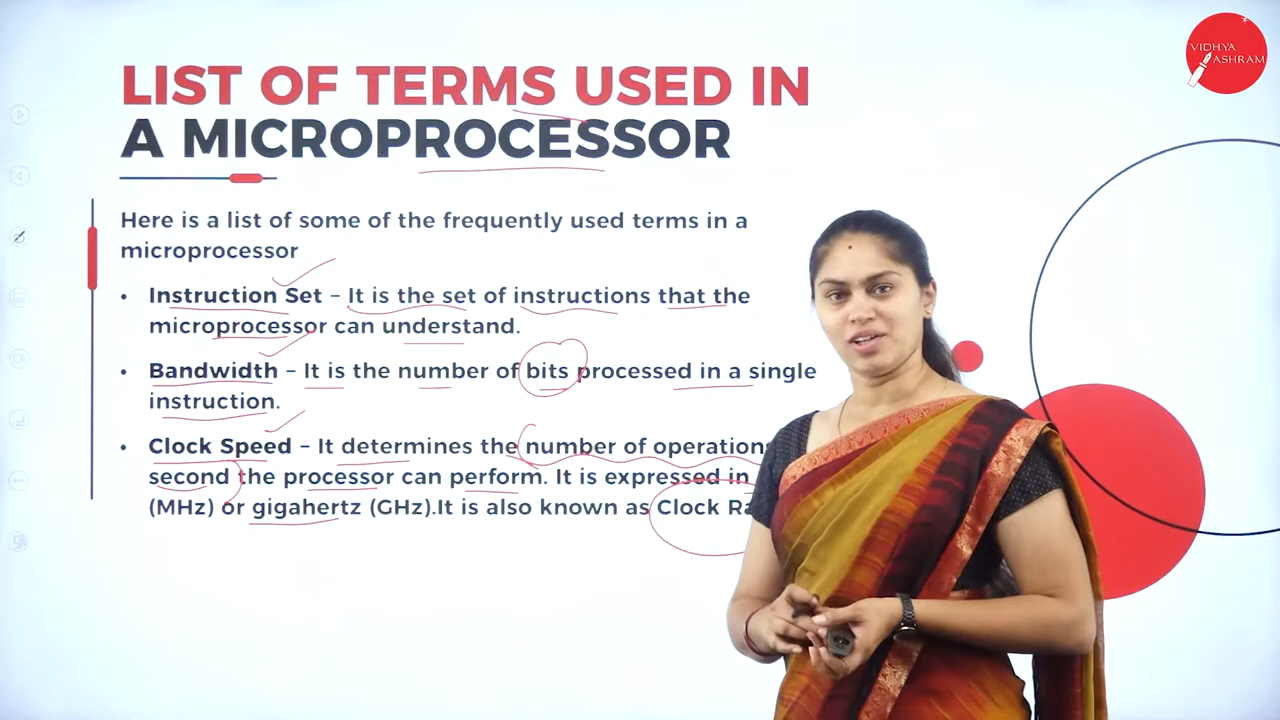 VIDHYA
ASHRAM
LIST OF TERMS USED IN
A MICROPROCESSOR
Here is a list of some of the frequently used terms in a
microprocessor
• Instruction Set – It is the set of instructions that the
microprocessor can understand.
• Bandwidth – It is the number of bits processed in a single
instruction.
• Clock Speed – It determines the number of operations
second the processor can perform. It is expressed in
(MHz) or gigahertz (GHz).It is also known as Clock